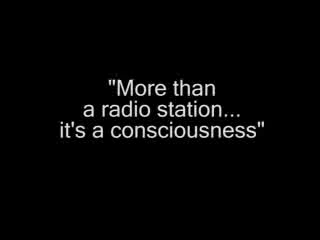 "More than
a radio station...
it's a consciousness"